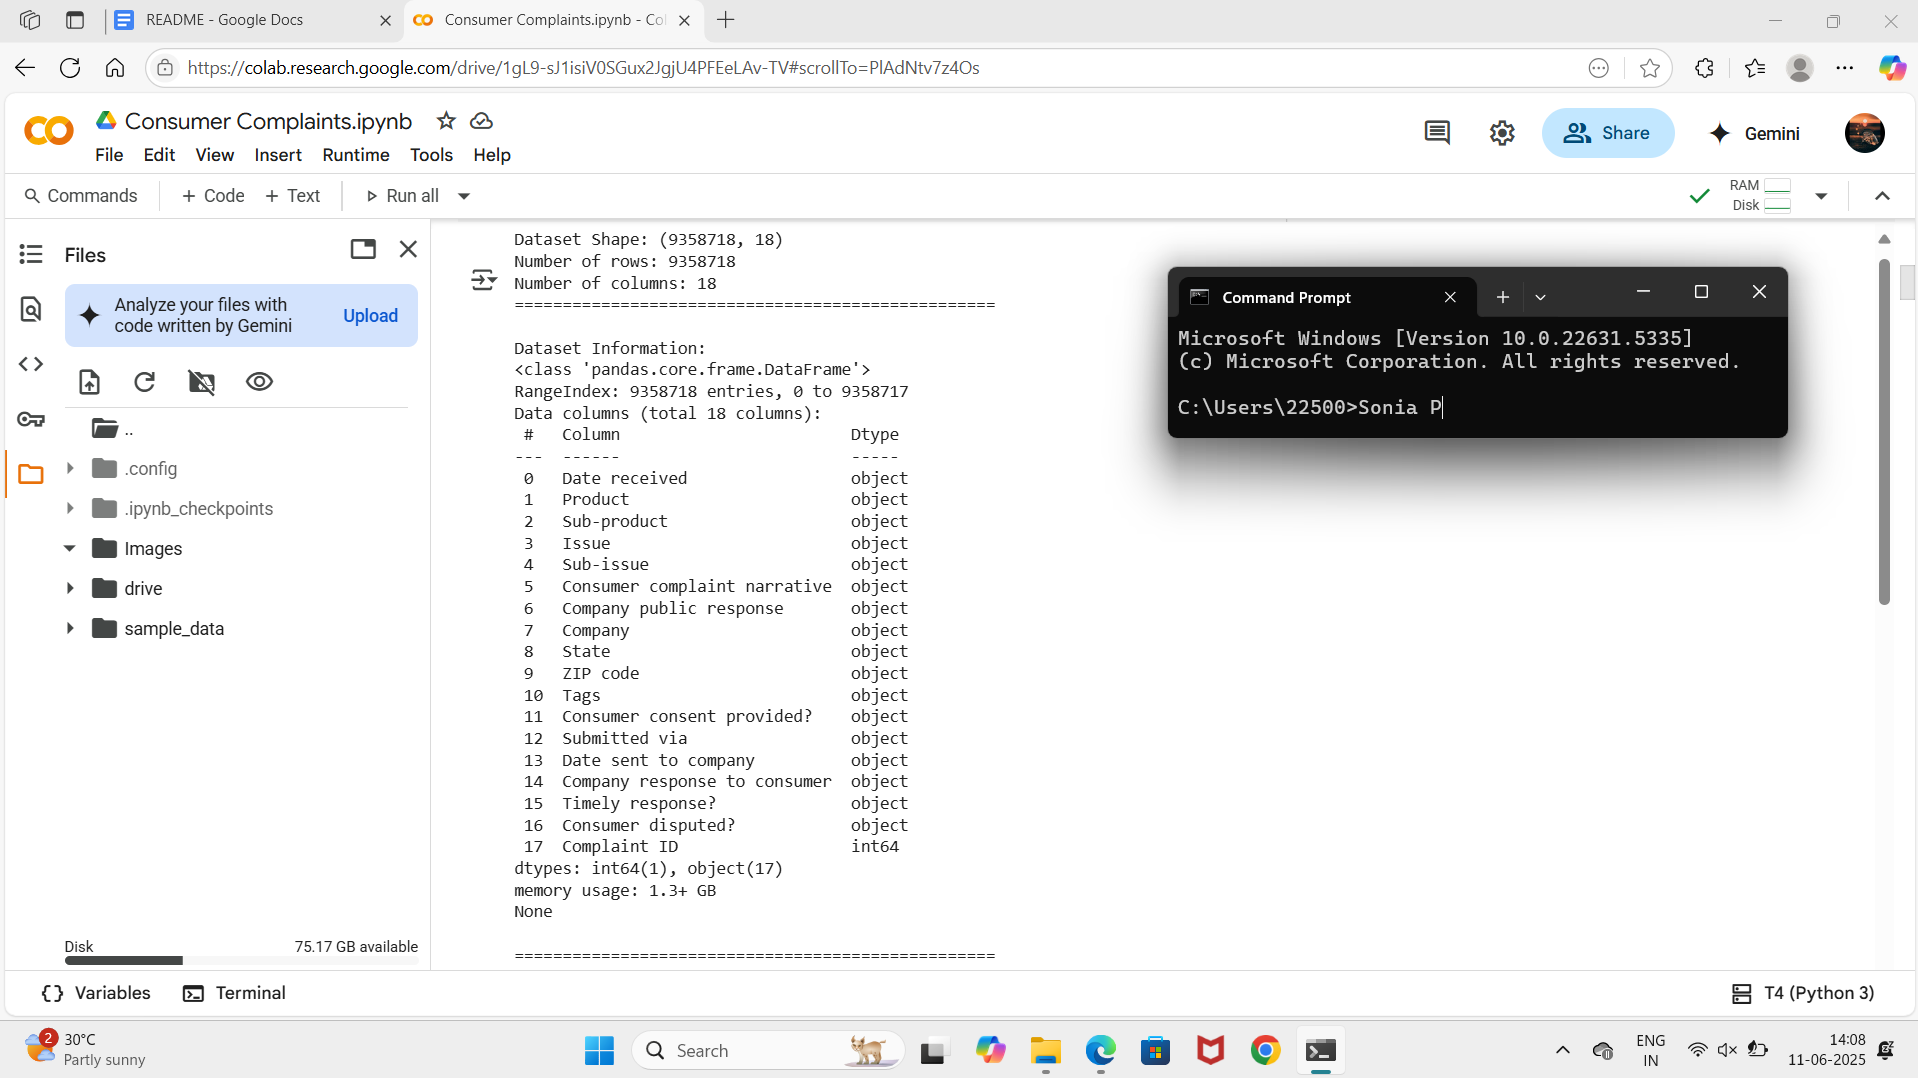 README - Google Docs
Consumer Complaints.ipynb - Co
https://colab.research.google.com/drive/1gL9-sJ1isiV0SGux2JgjU4PFEeLAv-TV#scrollTo=PlAdNtv7z4Os
Consumer Complaints.ipynb
File Edit View Insert Runtime Tools Help
Share
Gemini
Commands + Code + Text Run all
RAM
Disk
Files
Analyze your files with
code written by Gemini
Upload
..
.config
.ipynb_checkpoints
Images
drive
sample_data
Disk 75.17 GB available
Dataset Shape: (9358718, 18)
Number of rows: 9358718
Number of columns: 18
==================================================
Dataset Information:
<class 'pandas.core.frame.DataFrame'>
RangeIndex: 9358718 entries, 0 to 9358717
Data columns (total 18 columns):
# Column Dtype
--- ------ -----
0 Date received object
1 Product object
2 Sub-product object
3 Issue object
4 Sub-issue object
5 Consumer complaint narrative object
6 Company public response object
7 Company object
8 State object
9 ZIP code object
10 Tags object
11 Consumer consent provided? object
12 Submitted via object
13 Date sent to company object
14 Company response to consumer object
15 Timely response? object
16 Consumer disputed? object
17 Complaint ID int64
dtypes: int64(1), object(17)
memory usage: 1.3+ GB
None
==================================================
Command Prompt
Microsoft Windows [Version 10.0.22631.5335]
(c) Microsoft Corporation. All rights reserved.
C:\Users\22500>Sonia P
Variables
Terminal
T4 (Python 3)
2
30°C
Partly sunny
Search
ENG
IN
14:08
11-06-2025